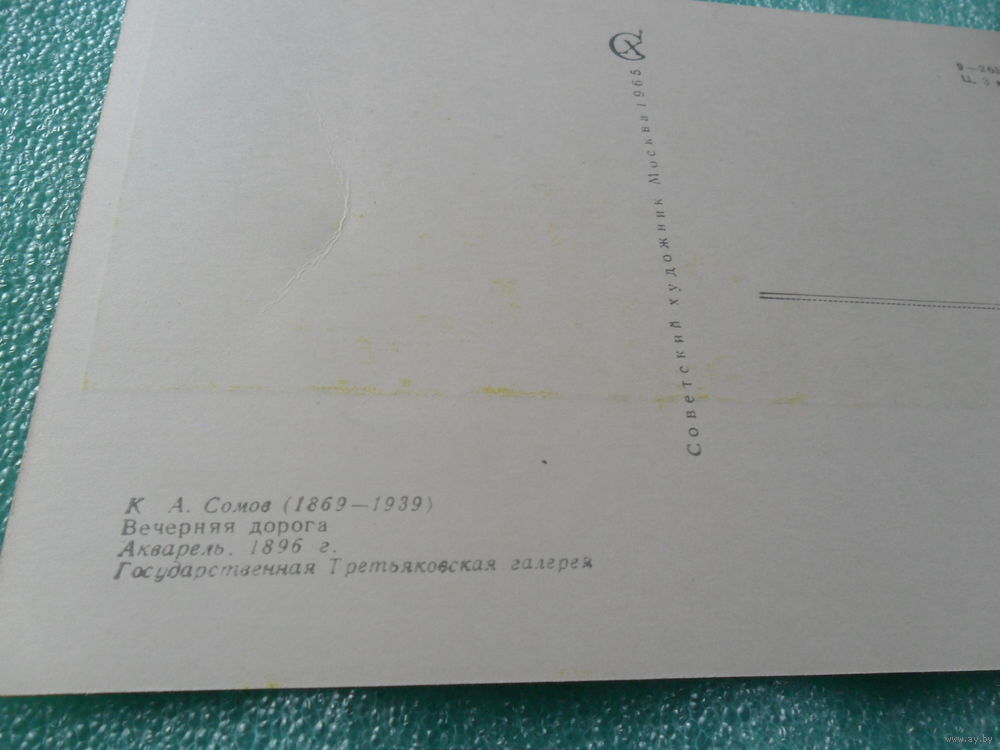 К А. Сомов (1869—1939)
Вечерняя дорога
Акварель. 1896 г.
Государственная Третьяковская галерея
Советский художник Москва 1965
www.ay.by